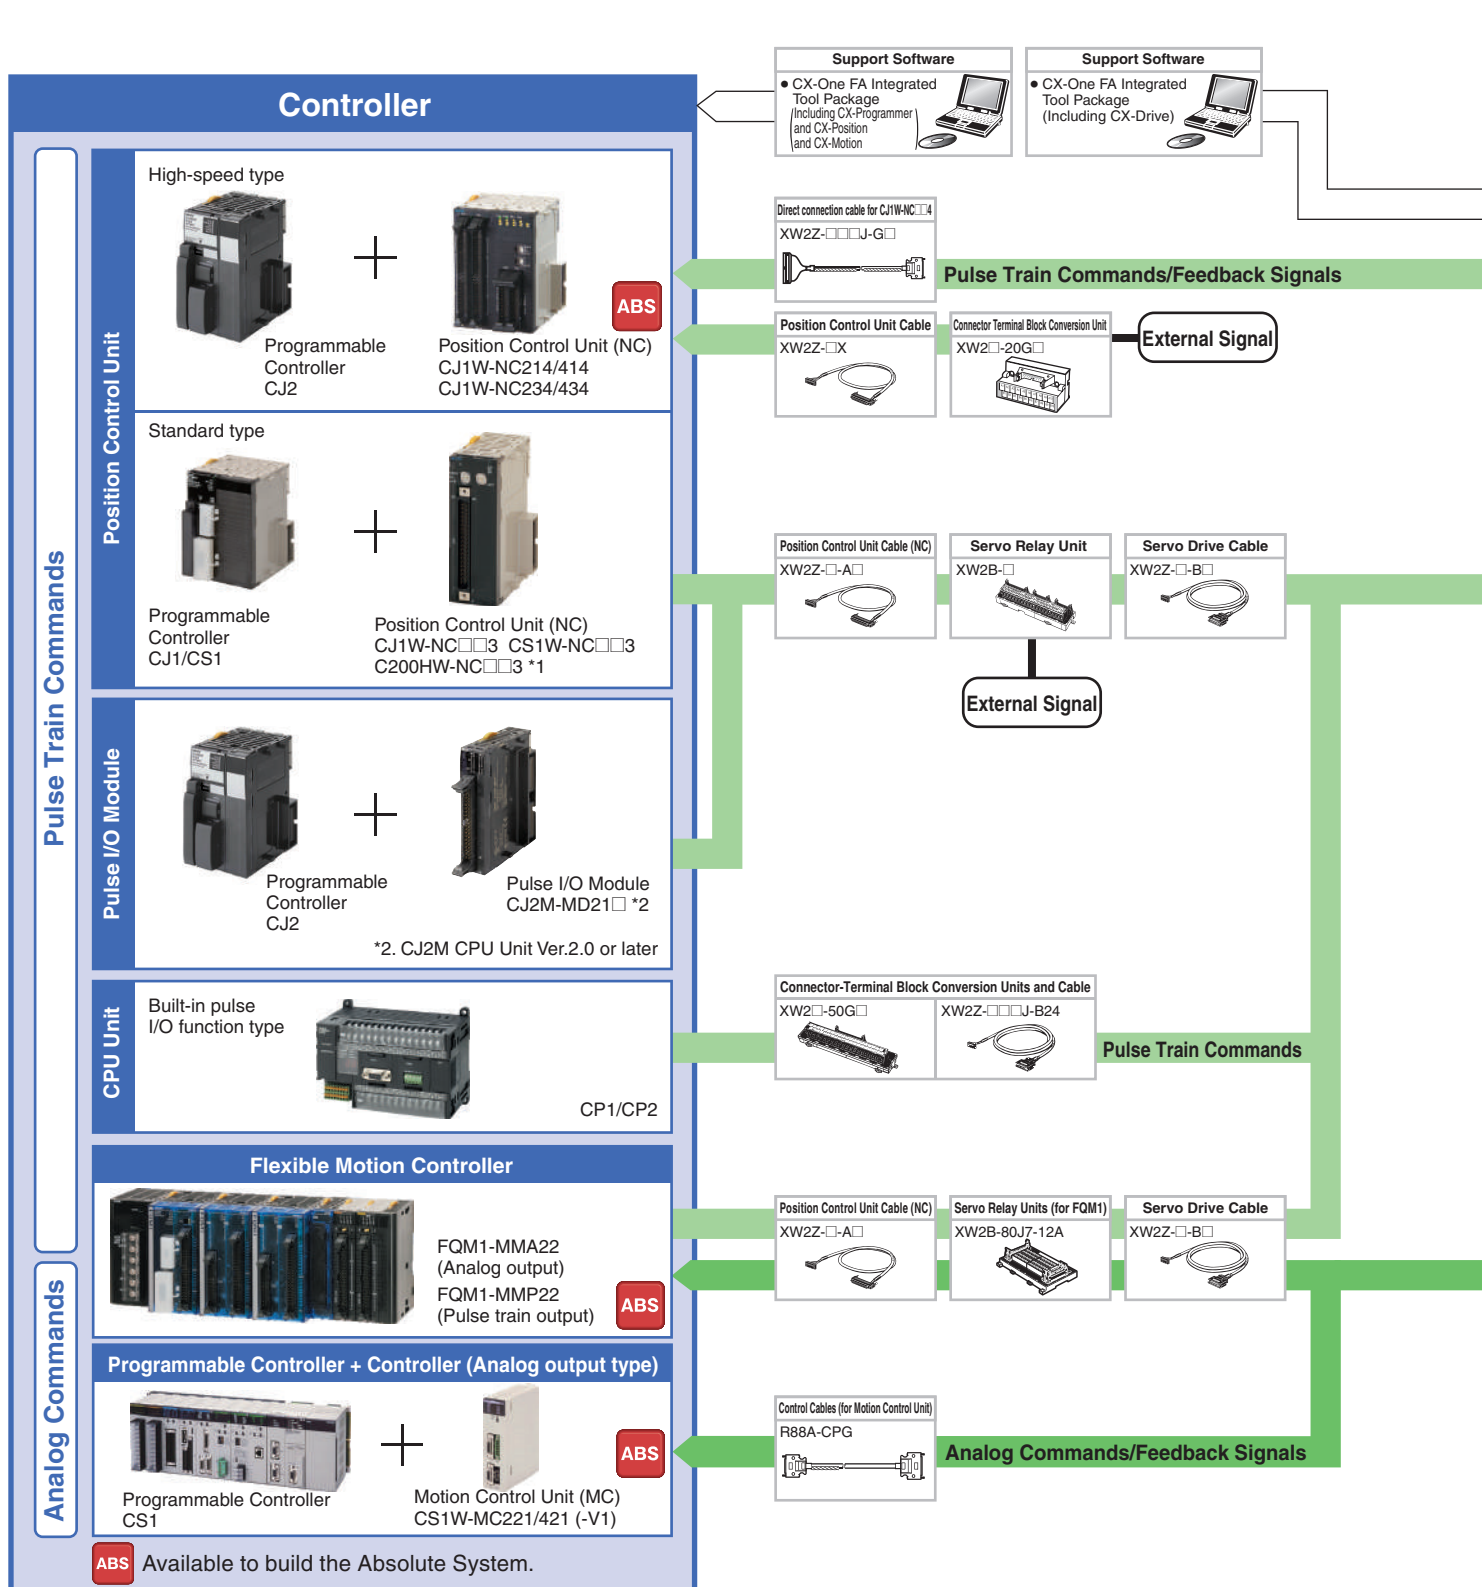 Support Software
● CX-One FA Integrated
Tool Package
(Including CX-Programmer
and CX-Position
and CX-Motion)
Support Software
● CX-One FA Integrated
Tool Package
(Including CX-Drive)
Controller
Pulse Train Commands
Analog Commands
Position Control Unit
High-speed type
Programmable
Controller
CJ2
Position Control Unit (NC)
CJ1W-NC214/414
CJ1W-NC234/434
ABS
Standard type
Programmable
Controller
CJ1/CS1
Position Control Unit (NC)
CJ1W-NC□□3 CS1W-NC□□3
C200HW-NC□□3 *1
Pulse I/O Module
Programmable
Controller
CJ2
Pulse I/O Module
CJ2M-MD21□ *2
*2. CJ2M CPU Unit Ver.2.0 or later
CPU Unit
Built-in pulse
I/O function type
CP1/CP2
Flexible Motion Controller
FQM1-MMA22
(Analog output)
FQM1-MMP22
(Pulse train output)
ABS
Programmable Controller + Controller (Analog output type)
Programmable Controller
CS1
Motion Control Unit (MC)
CS1W-MC221/421 (-V1)
ABS
ABS Available to build the Absolute System.
Direct connection cable for CJ1W-NC□□4
XW2Z-□□□J-G□
Pulse Train Commands/Feedback Signals
Position Control Unit Cable
XW2Z-□X
Connector Terminal Block Conversion Unit
XW2□-20G□
External Signal
Position Control Unit Cable (NC)
XW2Z-□-A□
Servo Relay Unit
XW2B-□
Servo Drive Cable
XW2Z-□-B□
External Signal
Connector-Terminal Block Conversion Units and Cable
XW2□-50G□
XW2Z-□□□J-B24
Pulse Train Commands
Position Control Unit Cable (NC)
XW2Z-□-A□
Servo Relay Units (for FQM1)
XW2B-80J7-12A
Servo Drive Cable
XW2Z-□-B□
Control Cables (for Motion Control Unit)
R88A-CPG
Analog Commands/Feedback Signals